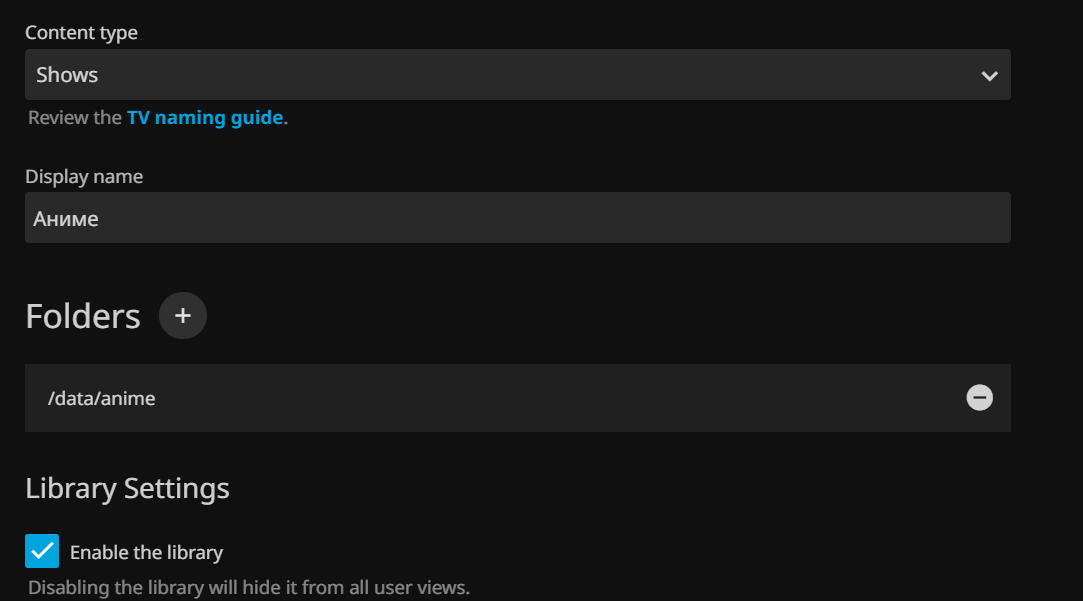 Content type
Shows
Review the TV naming guide.
Display name
Аниме
Folders
/data/anime
Library Settings
Enable the library
Disabling the library will hide it from all user views.